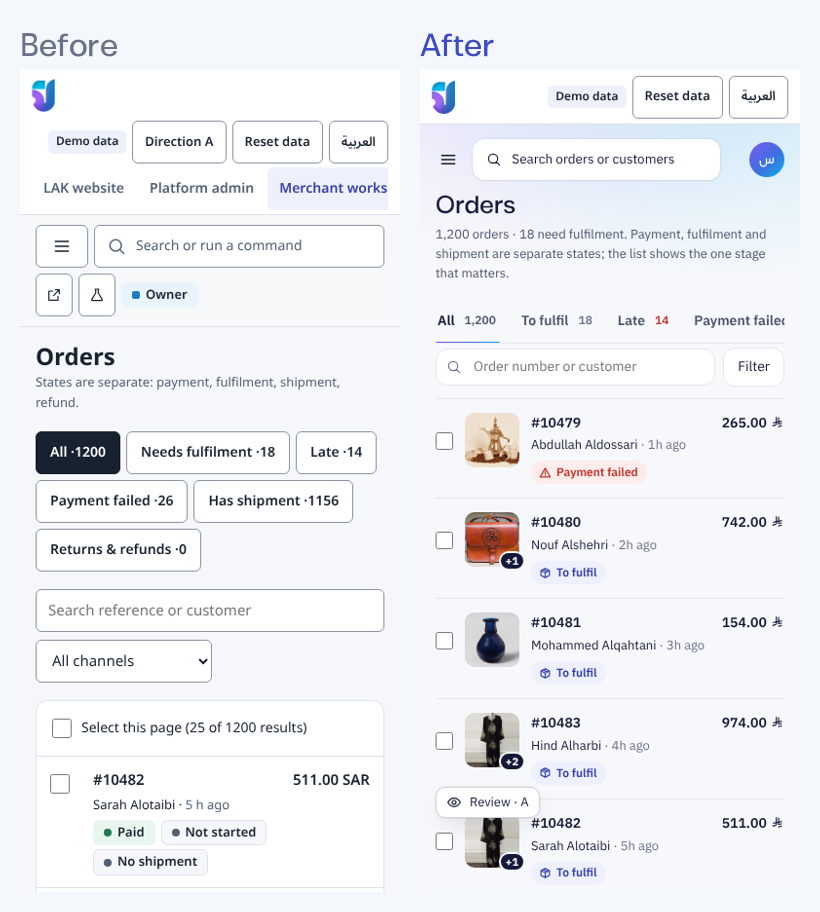 Before
Demo data
Direction A
Reset data
العربية
LAK website
Platform admin
Merchant works
Search or run a command
Owner
Orders
States are separate: payment, fulfilment, shipment,
refund.
All ·1200
Needs fulfilment ·18
Late ·14
Payment failed ·26
Has shipment ·1156
Returns & refunds ·0
Search reference or customer
All channels
Select this page (25 of 1200 results)
#10482 511.00 SAR
Sarah Alotaibi · 5 h ago
Paid
Not started
No shipment
After
Demo data
Reset data
العربية
Search orders or customers
س
Orders
1,200 orders · 18 need fulfilment. Payment, fulfilment and
shipment are separate states; the list shows the one stage
that matters.
All 1,200
To fulfil 18
Late 14
Payment failed
Order number or customer
Filter
#10479 265.00
Abdullah Aldossari · 1h ago
Payment failed
#10480 742.00
Nouf Alshehri · 2h ago
+1
To fulfil
#10481 154.00
Mohammed Alqahtani · 3h ago
To fulfil
#10483 974.00
Hind Alharbi · 4h ago
+2
To fulfil
Review · A
#10482 511.00
Sarah Alotaibi · 5h ago
+1
To fulfil